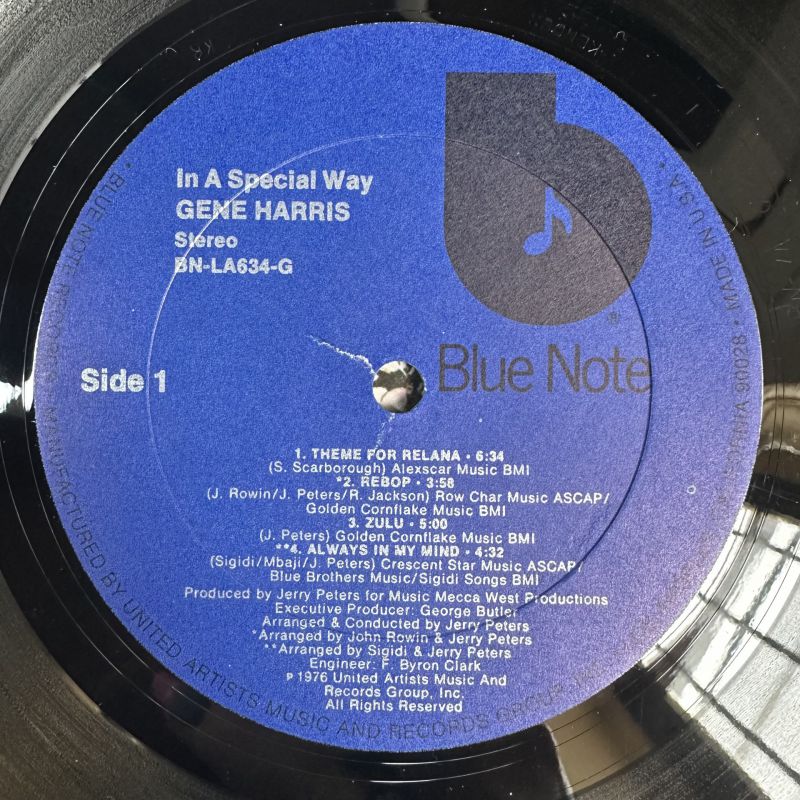 In A Special Way
GENE HARRIS
Stereo
BN-LA634-G
Side 1
®
Blue Note
1. THEME FOR RELANA • 6:34
(S. Scarborough) Alexscar Music BMI
*2. REBOP • 3:58
(J. Rowin/J. Peters/R. Jackson) Row Char Music ASCAP/
Golden Cornflake Music BMI
3. ZULU • 5:00
(J. Peters) Golden Cornflake Music BMI
**4. ALWAYS IN MY MIND • 4:32
(Sigidi/Mbaji/J. Peters) Crescent Star Music ASCAP/
Blue Brothers Music/Sigidi Songs BMI
Produced by Jerry Peters for Music Mecca West Productions
Executive Producer: George Butler
Arranged & Conducted by Jerry Peters
*Arranged by John Rowin & Jerry Peters
**Arranged by Sigidi & Jerry Peters
Engineer: F. Byron Clark
℗ 1976 United Artists Music And
Records Group, Inc.
All Rights Reserved
• BLUE NOTE RECORDS • MANUFACTURED BY UNITED ARTISTS MUSIC AND RECORDS GROUP, INC. 90028 • MADE IN U.S.A •